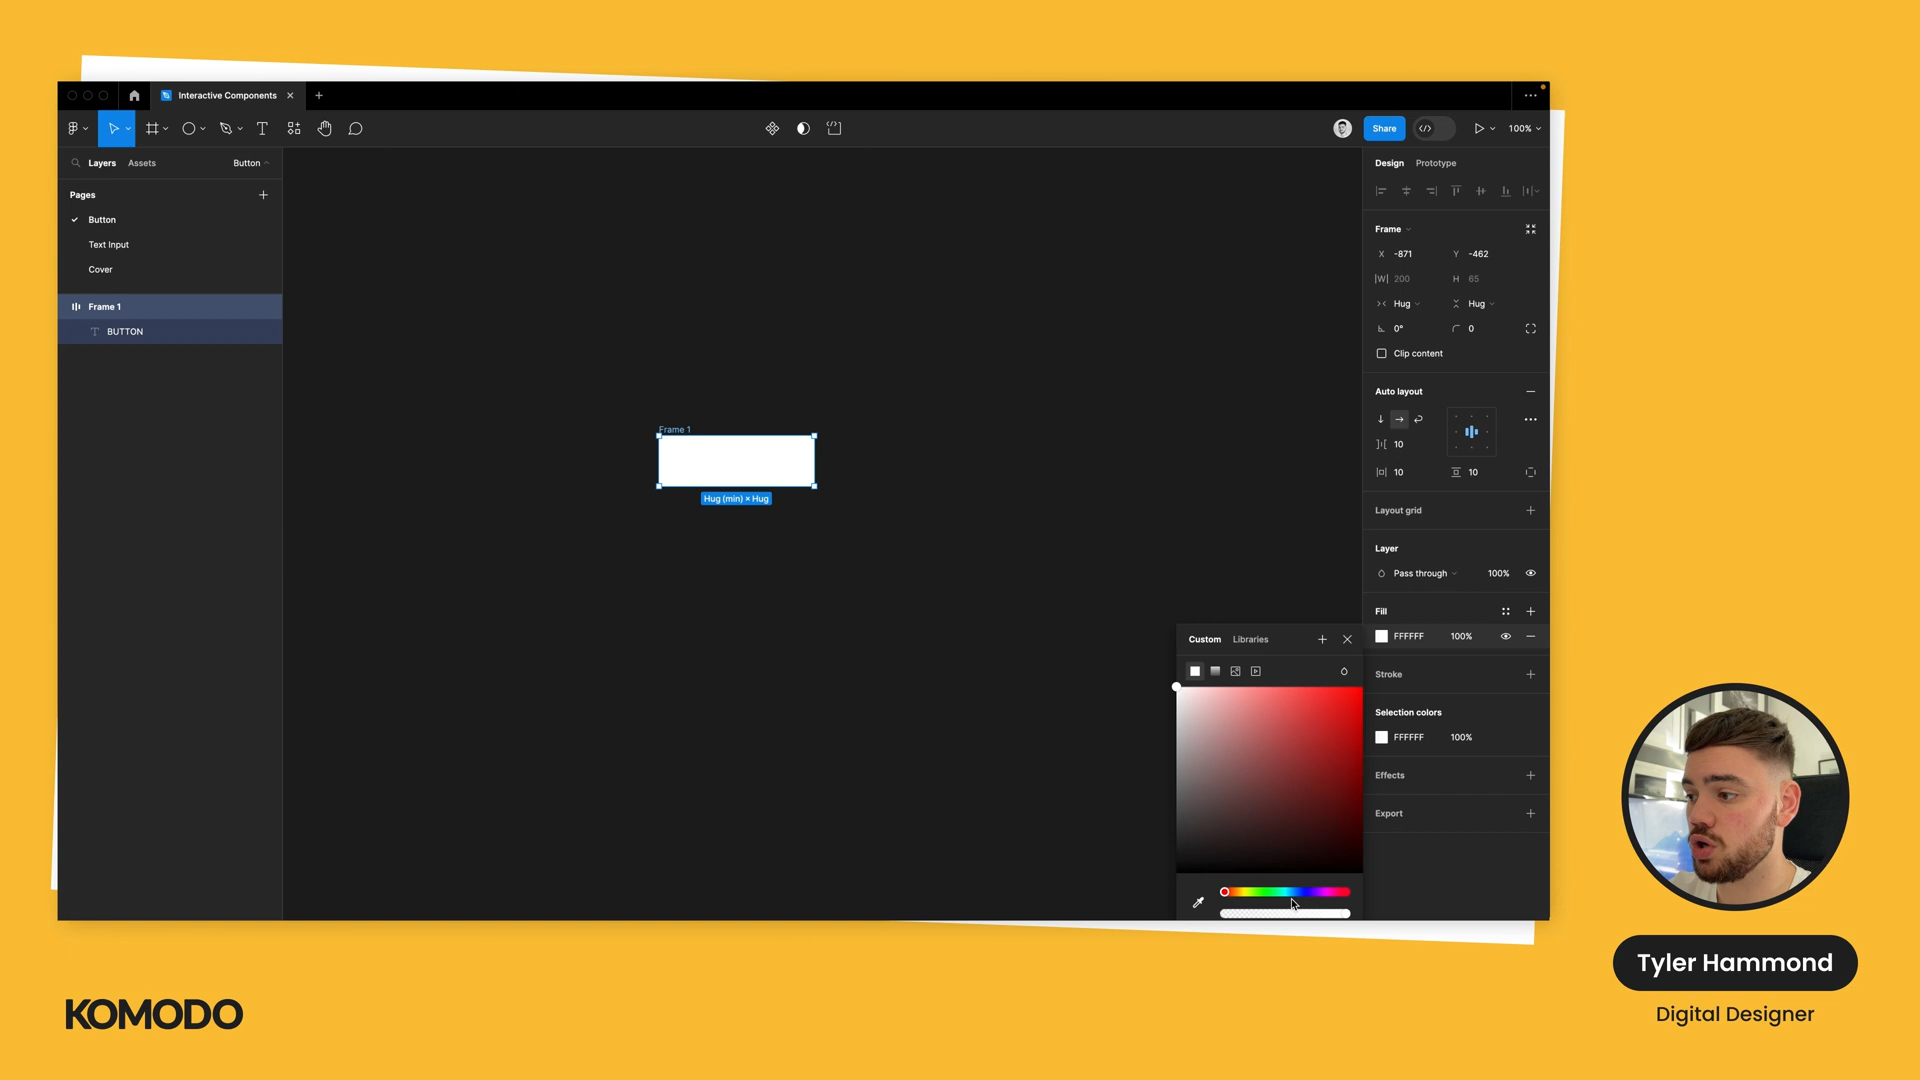 Interactive Components
Share
100%
Layers
Assets
Button
Design
Prototype
Pages
Button
Text Input
Cover
Frame 1
BUTTON
Frame 1
Hug (min) × Hug
Frame
X -871
Y -462
|W| 200
H 65
Hug
Hug
0°
0
Clip content
Auto layout
10
10
10
Layout grid
Layer
Pass through
100%
Fill
FFFFFF
100%
Stroke
Selection colors
FFFFFF
100%
Effects
Export
Custom
Libraries
Tyler Hammond
Digital Designer
KOMODO